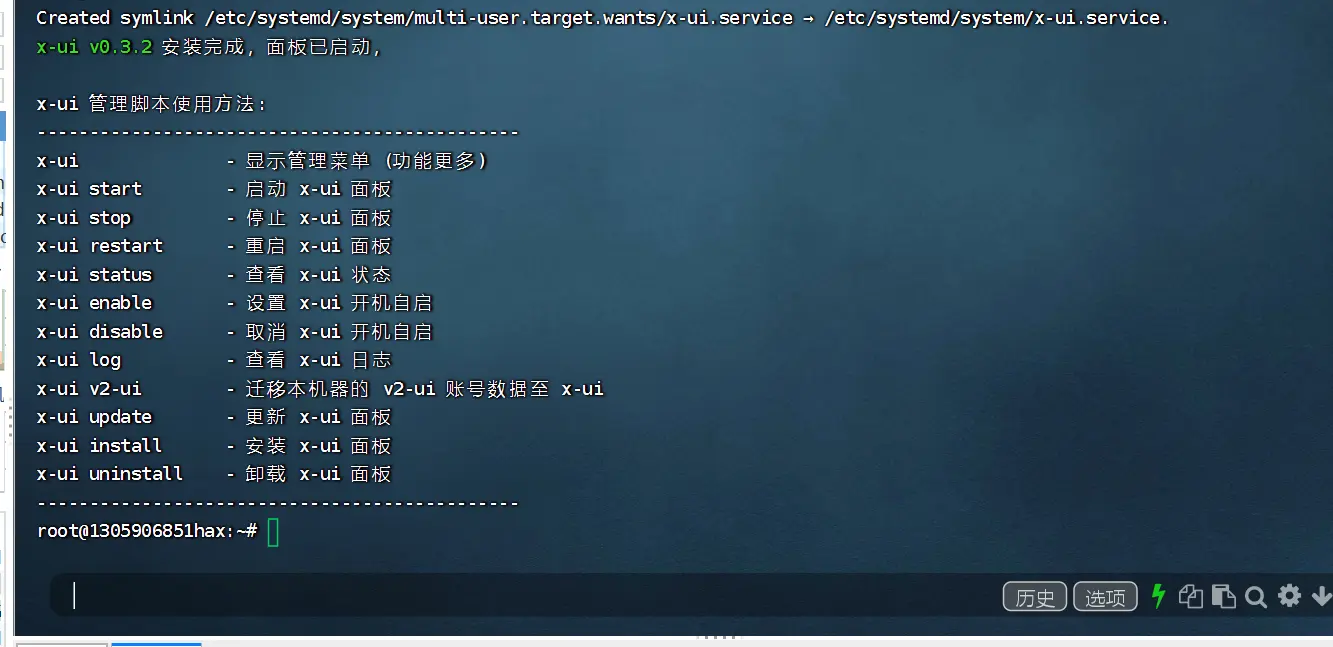 Created symlink /etc/systemd/system/multi-user.target.wants/x-ui.service → /etc/systemd/system/x-ui.service.
x-ui v0.3.2 安装完成，面板已启动，
x-ui 管理脚本使用方法:
----------------------------------------------
x-ui - 显示管理菜单 (功能更多)
x-ui start - 启动 x-ui 面板
x-ui stop - 停止 x-ui 面板
x-ui restart - 重启 x-ui 面板
x-ui status - 查看 x-ui 状态
x-ui enable - 设置 x-ui 开机自启
x-ui disable - 取消 x-ui 开机自启
x-ui log - 查看 x-ui 日志
x-ui v2-ui - 迁移本机器的 v2-ui 账号数据至 x-ui
x-ui update - 更新 x-ui 面板
x-ui install - 安装 x-ui 面板
x-ui uninstall - 卸载 x-ui 面板
----------------------------------------------
root@1305906851hax:~#
历史 选项